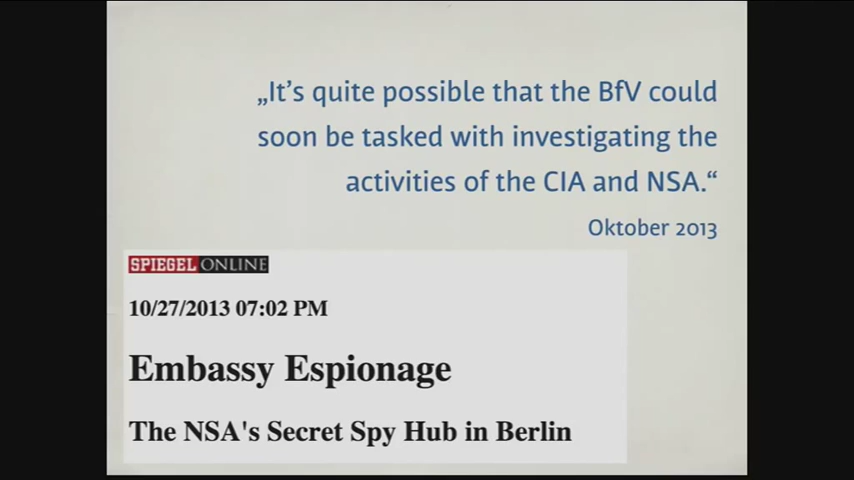 „It's quite possible that the BfV could
soon be tasked with investigating the
activities of the CIA and NSA.“
Oktober 2013
SPIEGEL ONLINE
10/27/2013 07:02 PM
Embassy Espionage
The NSA's Secret Spy Hub in Berlin